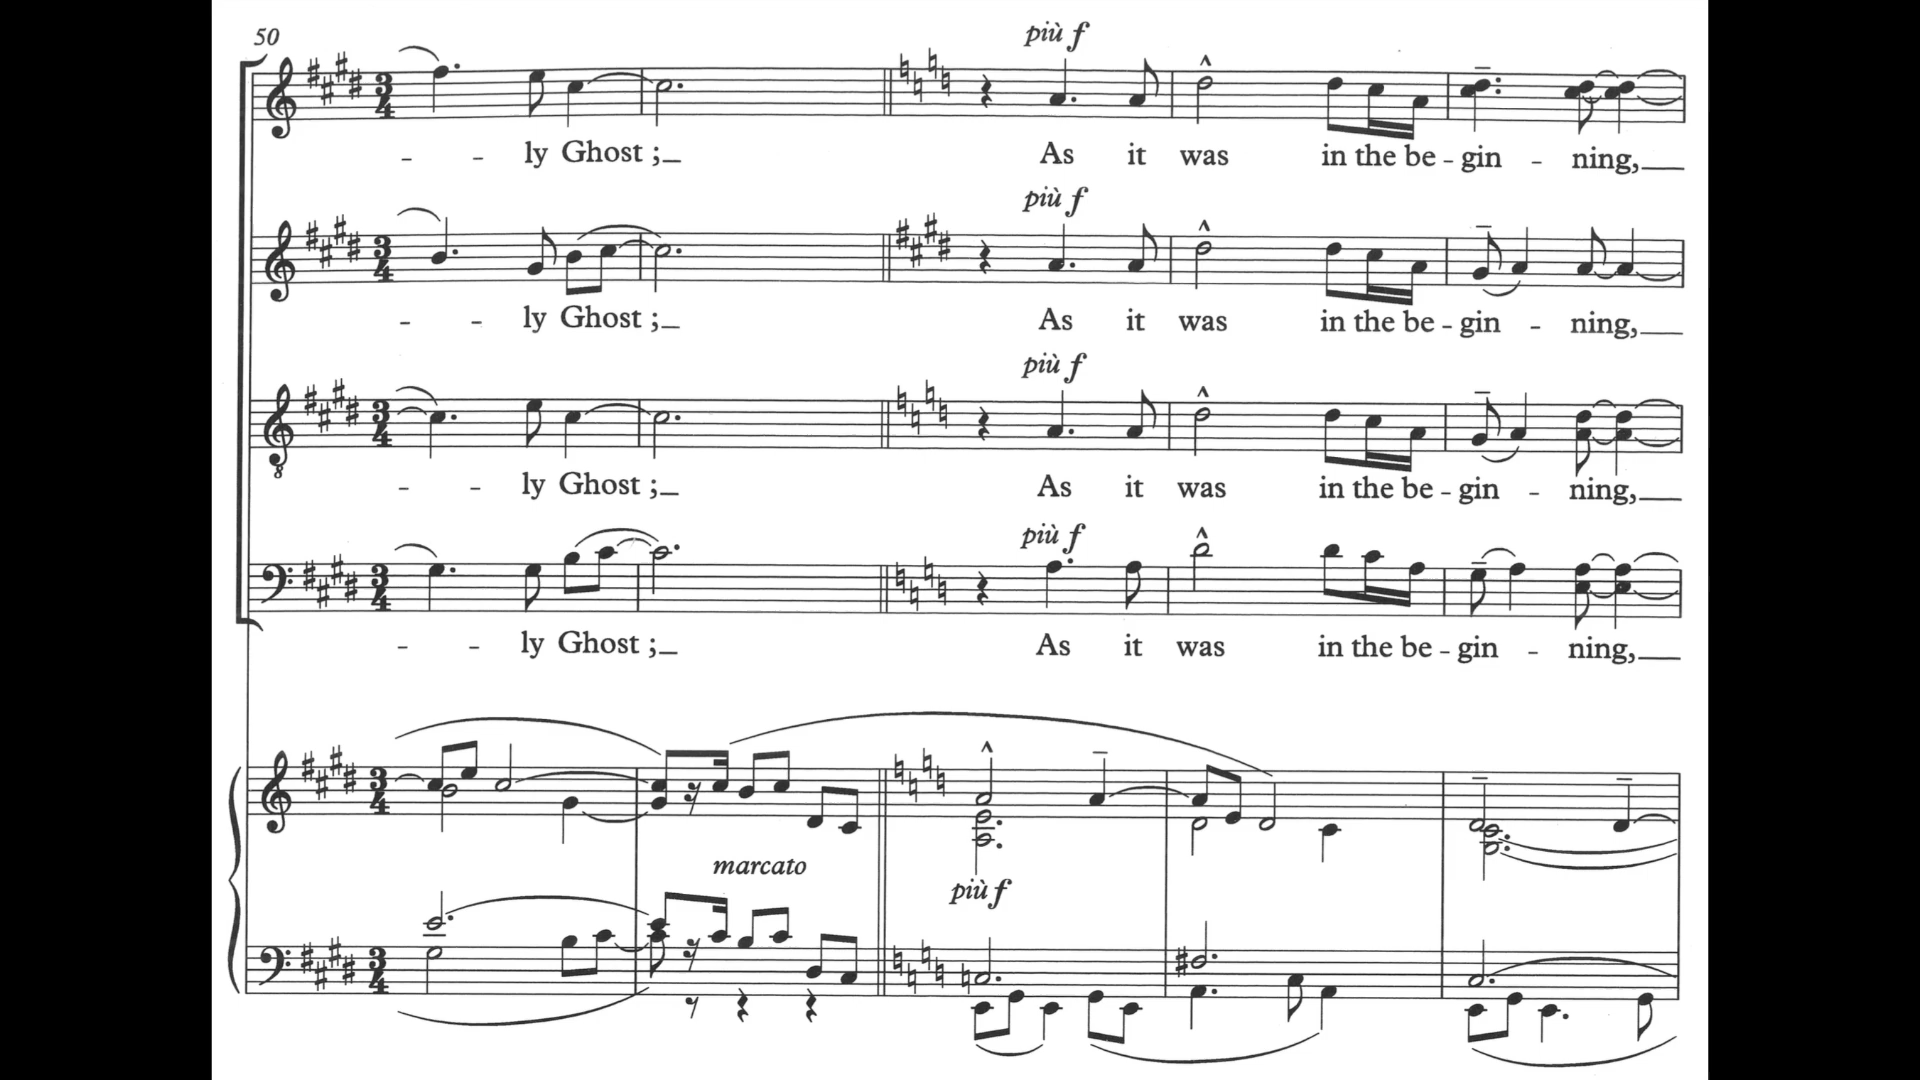 50
più f
- - ly Ghost ;_ As it was in the be - gin - ning,_
più f
- - ly Ghost ;_ As it was in the be - gin - ning,_
più f
- - ly Ghost ;_ As it was in the be - gin - ning,_
più f
- - ly Ghost ;_ As it was in the be - gin - ning,_
marcato
più f